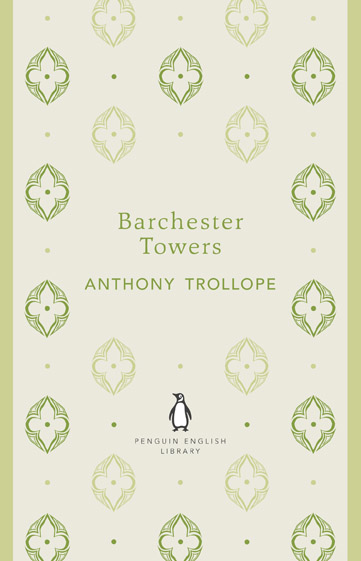 Barchester
Towers
ANTHONY TROLLOPE
PENGUIN ENGLISH
LIBRARY